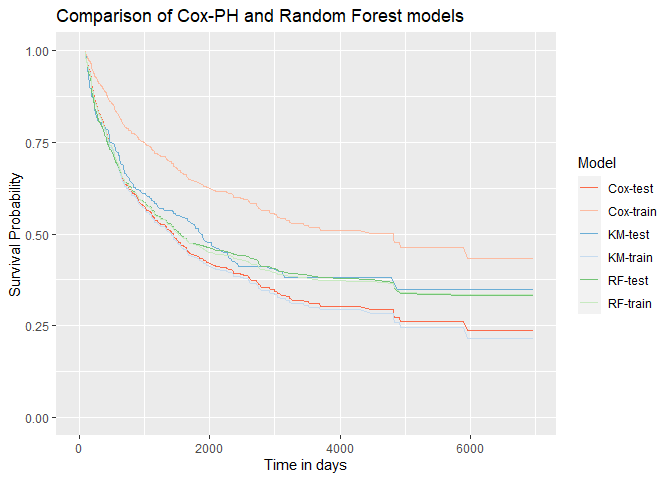 Comparison of Cox-PH and Random Forest models
1.00
0.75
0.50
0.25
0.00
Survival Probability
0
2000
4000
6000
Time in days
Model
Cox-test
Cox-train
KM-test
KM-train
RF-test
RF-train